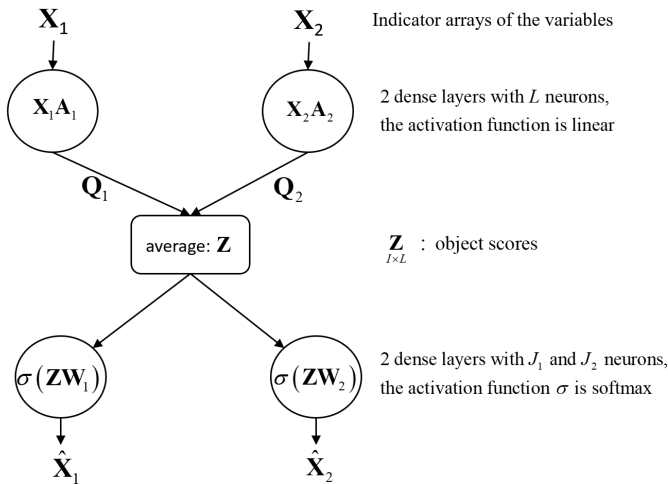 X₁ X₂ Indicator arrays of the variables
X₁A₁ X₂A₂ 2 dense layers with L neurons,
the activation function is linear
Q₁ Q₂
average: Z Z : object scores
I×L
σ(ZW₁) σ(ZW₂) 2 dense layers with J₁ and J₂ neurons,
the activation function σ is softmax
X̂₁ X̂₂